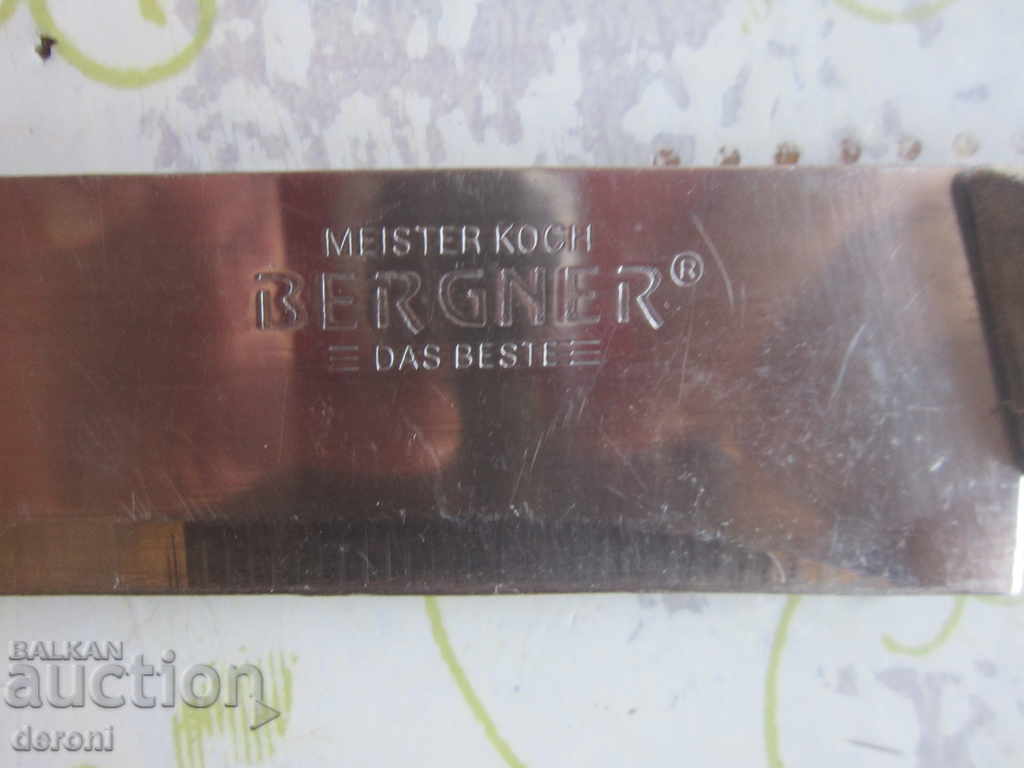 MEISTER KOCH
BERGNER®
DAS BESTE
BALKAN
auction
deroni